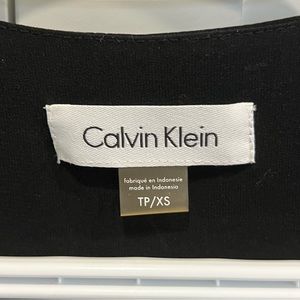 Calvin Klein
fabriqué en Indonésie
made in Indonesia
TP/XS